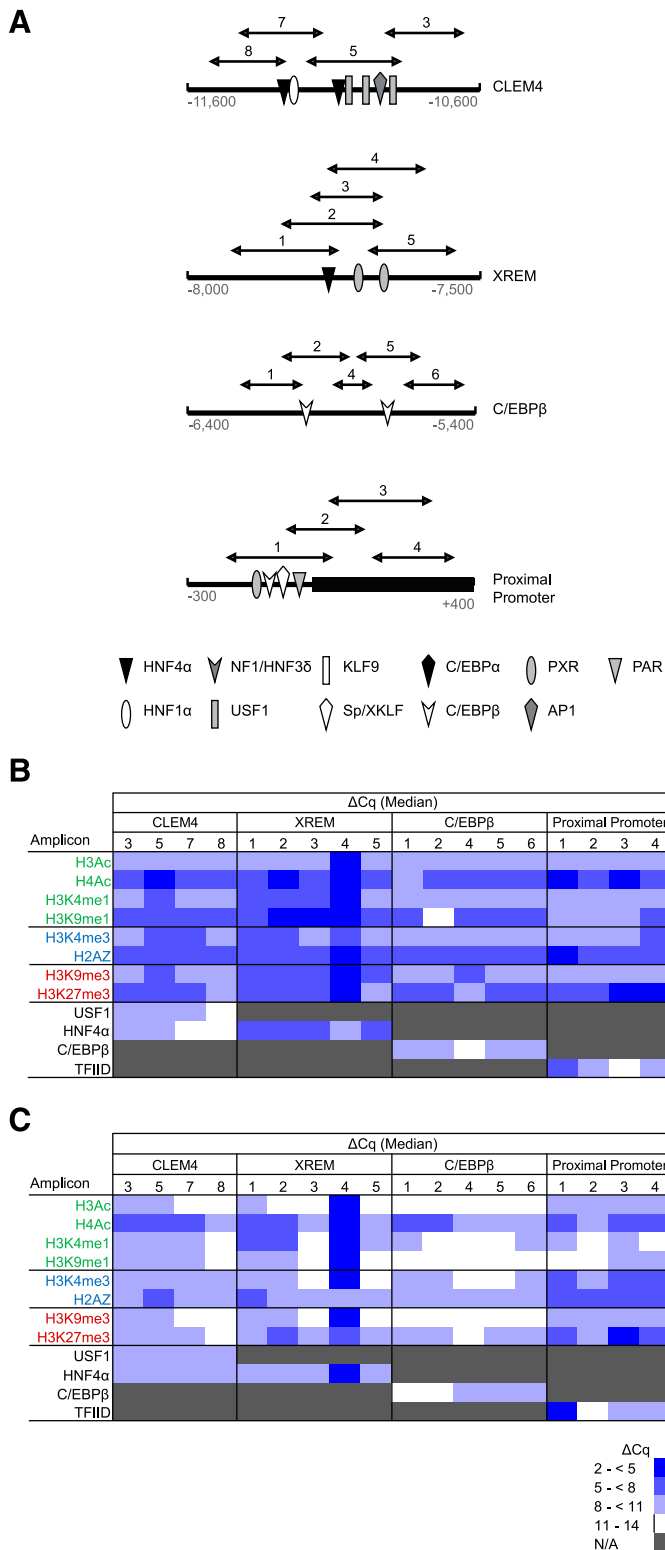 A
7
3
8
5
CLEM4
-11,600
-10,600
4
3
2
1
5
XREM
-8,000
-7,500
2
5
1
4
6
C/EBPβ
-6,400
-5,400
3
2
1
4
Proximal
Promoter
-300
+400
HNF4α
NF1/HNF3δ
KLF9
C/EBPα
PXR
PAR
HNF1α
USF1
Sp/XKLF
C/EBPβ
AP1
B
ΔCq (Median)
CLEM4 XREM C/EBPβ Proximal Promoter
Amplicon 3 5 7 8 1 2 3 4 5 1 2 4 5 6 1 2 3 4
H3Ac
H4Ac
H3K4me1
H3K9me1
H3K4me3
H2AZ
H3K9me3
H3K27me3
USF1
HNF4α
C/EBPβ
TFIID
C
ΔCq (Median)
CLEM4 XREM C/EBPβ Proximal Promoter
Amplicon 3 5 7 8 1 2 3 4 5 1 2 4 5 6 1 2 3 4
H3Ac
H4Ac
H3K4me1
H3K9me1
H3K4me3
H2AZ
H3K9me3
H3K27me3
USF1
HNF4α
C/EBPβ
TFIID
ΔCq
2 - < 5
5 - < 8
8 - < 11
11 - 14
N/A